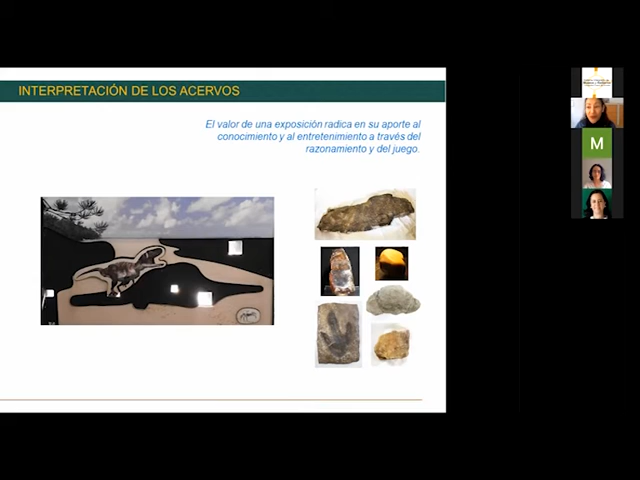 INTERPRETACIÓN DE LOS ACERVOS
El valor de una exposición radica en su aporte al
conocimiento y al entretenimiento a través del
razonamiento y del juego.
M